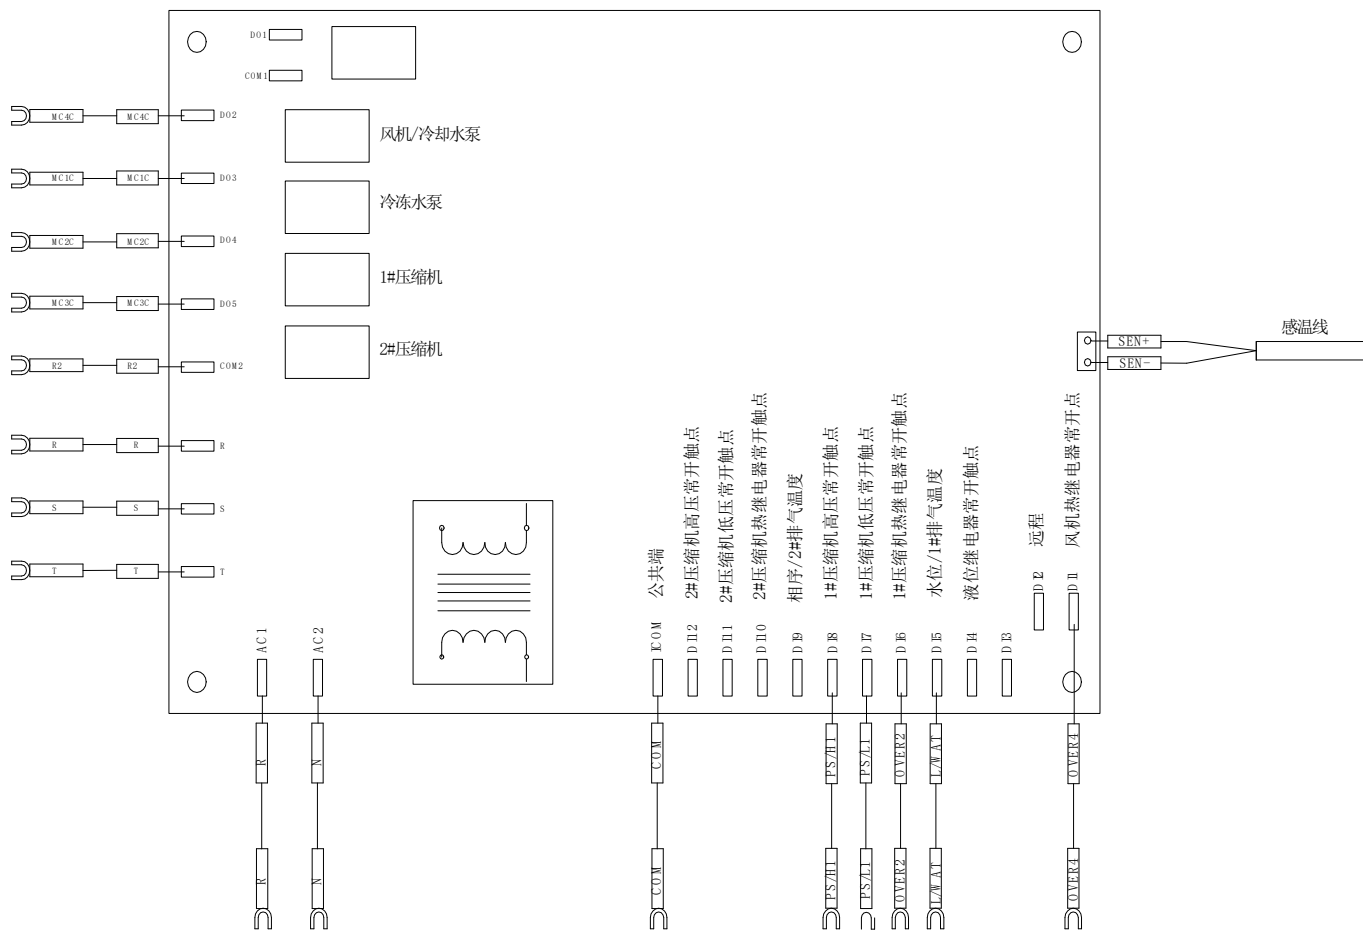 DO1
COM1
MC4C MC4C DO2
风机/冷却水泵
MC1C MC1C DO3
冷冻水泵
MC2C MC2C DO4
1#压缩机
MC3C MC3C DO5
2#压缩机
R2 R2 COM2
R R R
S S S
T T T
感温线
SEN+
SEN-
AC1
AC2
ICOM 公共端
DI12 2#压缩机高压常开触点
DI11 2#压缩机低压常开触点
DI10 2#压缩机热继电器常开触点
DI9 相序/2#排气温度
DI8 1#压缩机高压常开触点
DI7 1#压缩机低压常开触点
DI6 1#压缩机热继电器常开触点
DI5 水位/1#排气温度
DI4 液位继电器常开触点
DI3
DI2 远程
DI1 风机热继电器常开点
R
N
COM
PS/H1
PS/L1
OVER2
L/WAT
OVER4
R
N
COM
PS/H1
PS/L1
OVER2
L/WAT
OVER4